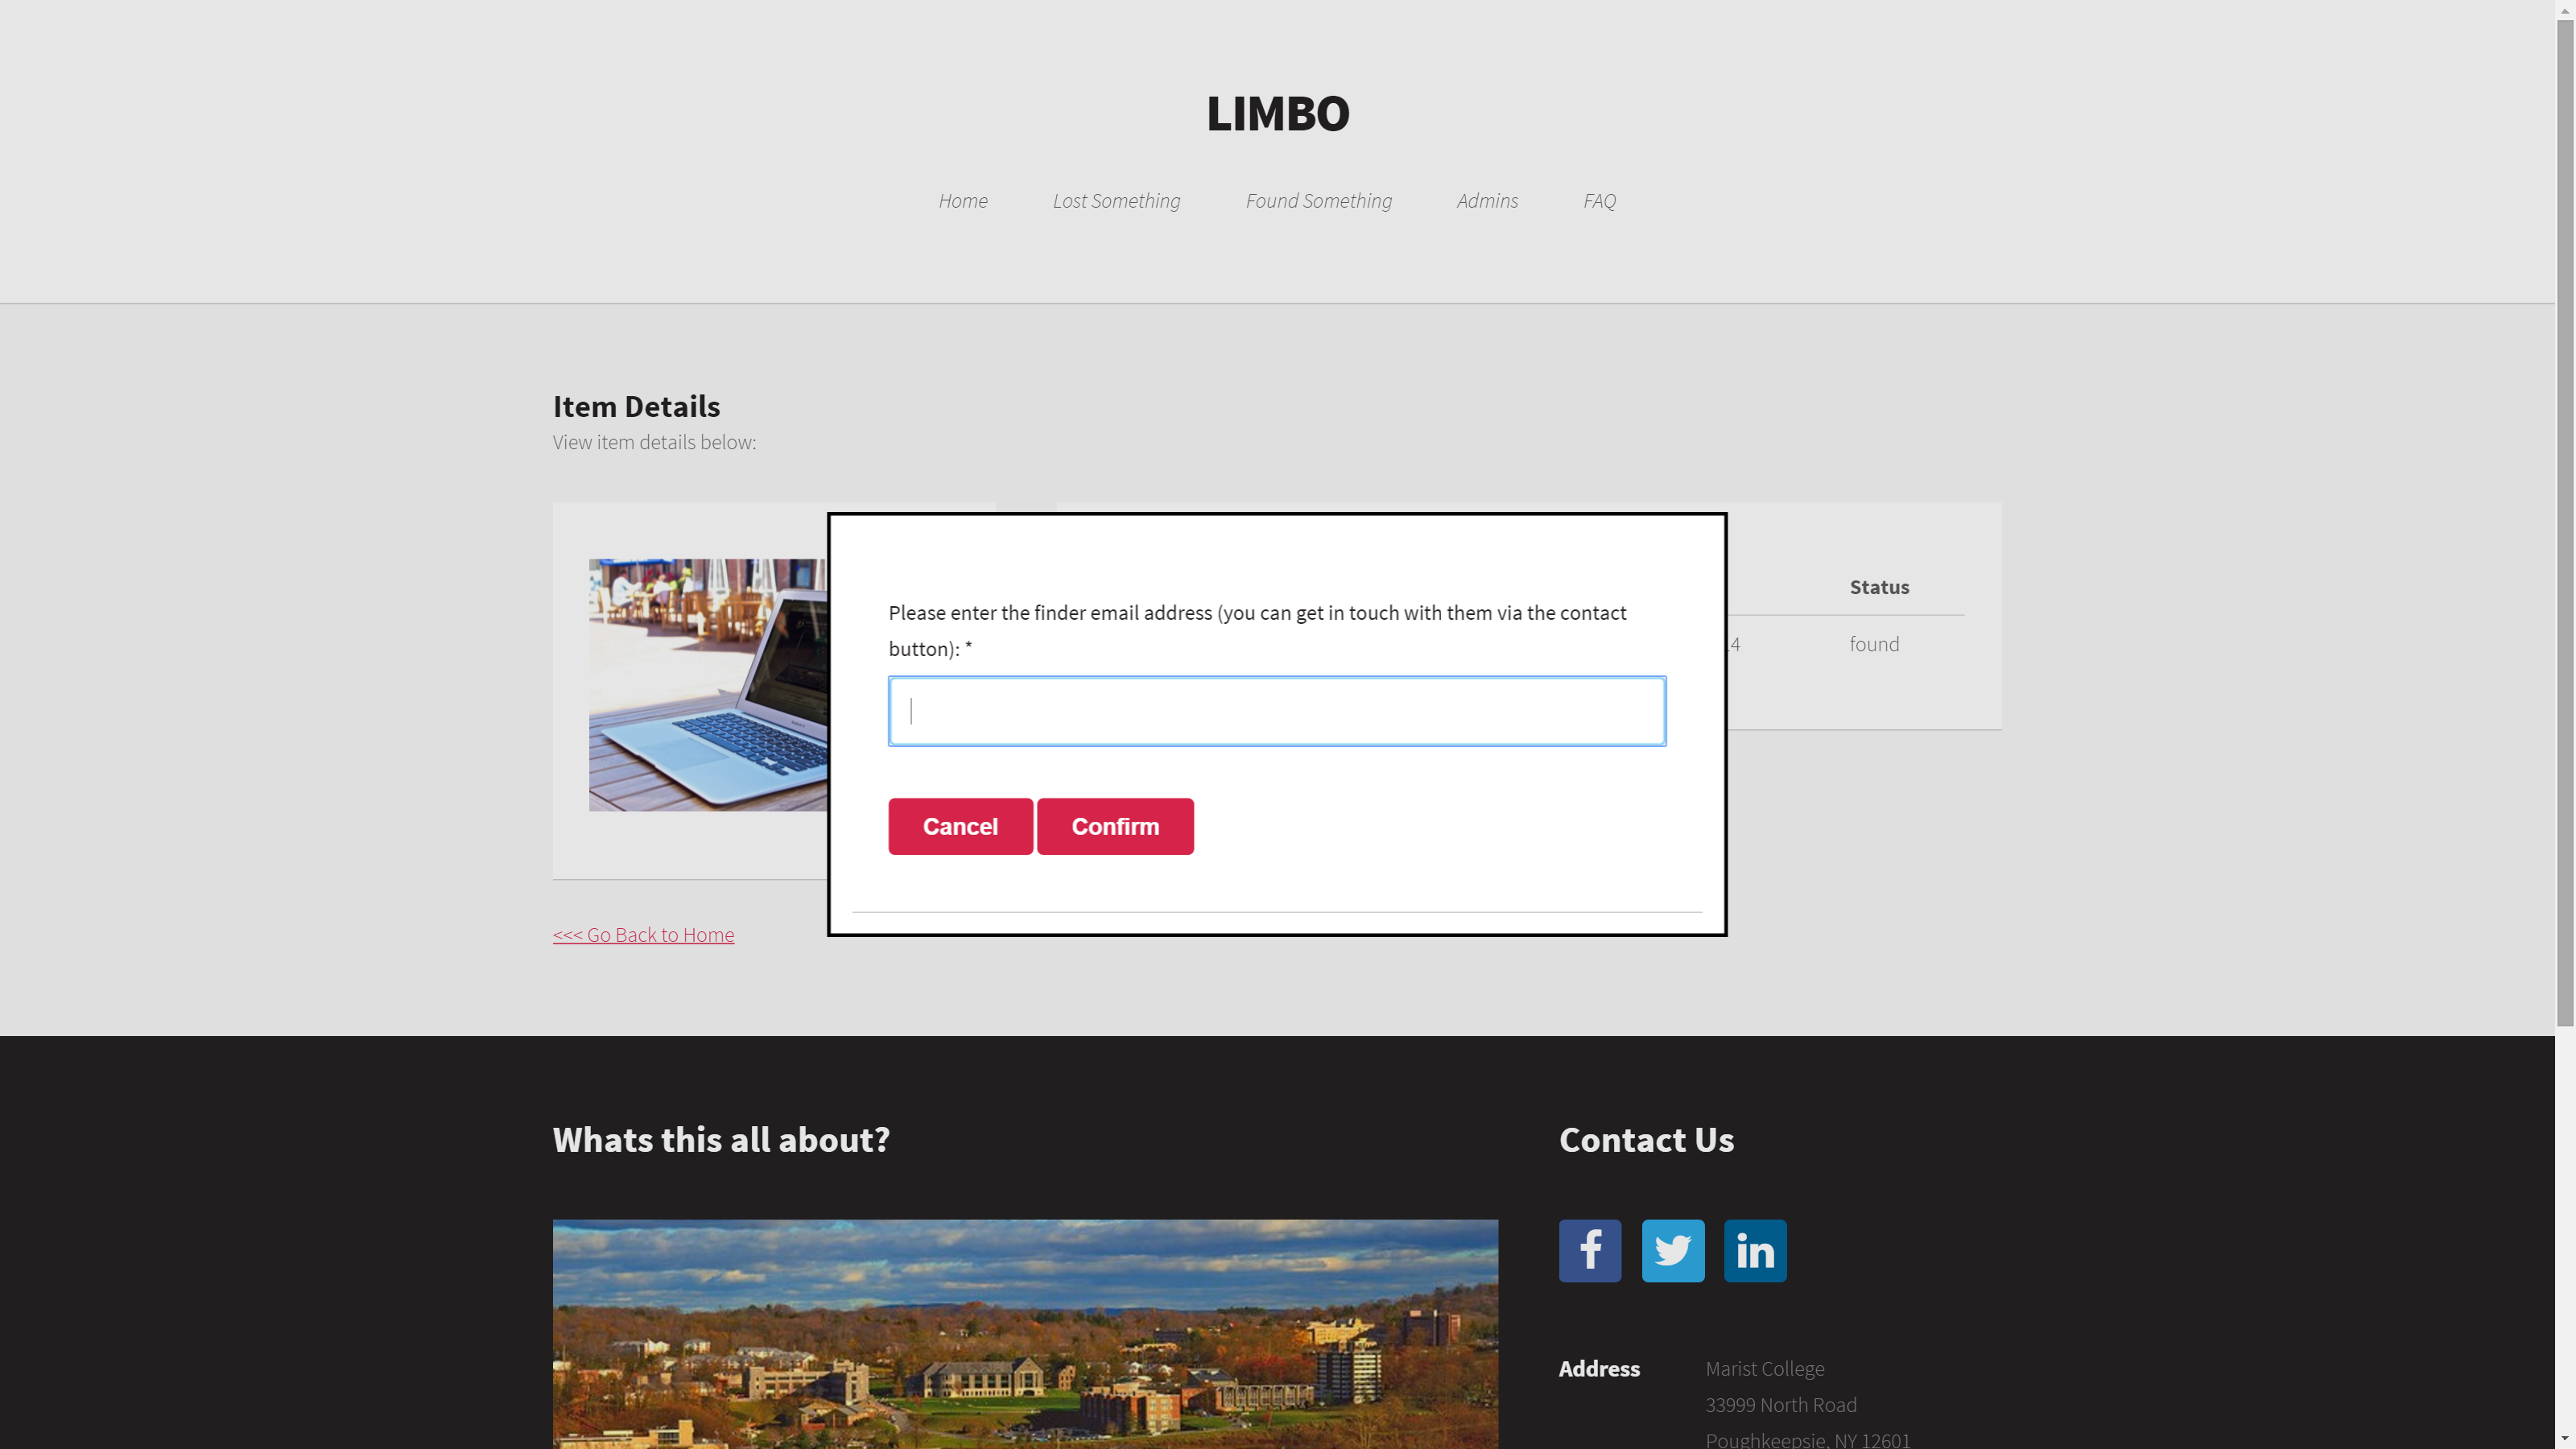 LIMBO
Home Lost Something Found Something Admins FAQ
Item Details
View item details below:
Status
found
Please enter the finder email address (you can get in touch with them via the contact
button): *
Cancel Confirm
<<< Go Back to Home
Whats this all about?
Contact Us
Address Marist College
33999 North Road
Poughkeepsie, NY 12601